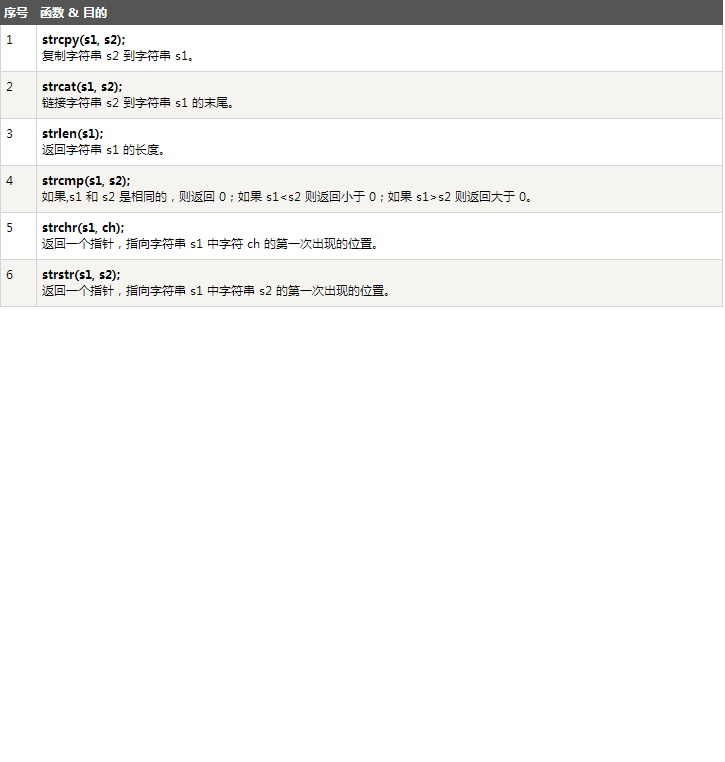 序号 函数 & 目的
1 strcpy(s1, s2);
复制字符串 s2 到字符串 s1。
2 strcat(s1, s2);
链接字符串 s2 到字符串 s1 的末尾。
3 strlen(s1);
返回字符串 s1 的长度。
4 strcmp(s1, s2);
如果,s1 和 s2 是相同的，则返回 0；如果 s1<s2 则返回小于 0；如果 s1>s2 则返回大于 0。
5 strchr(s1, ch);
返回一个指针，指向字符串 s1 中字符 ch 的第一次出现的位置。
6 strstr(s1, s2);
返回一个指针，指向字符串 s1 中字符串 s2 的第一次出现的位置。